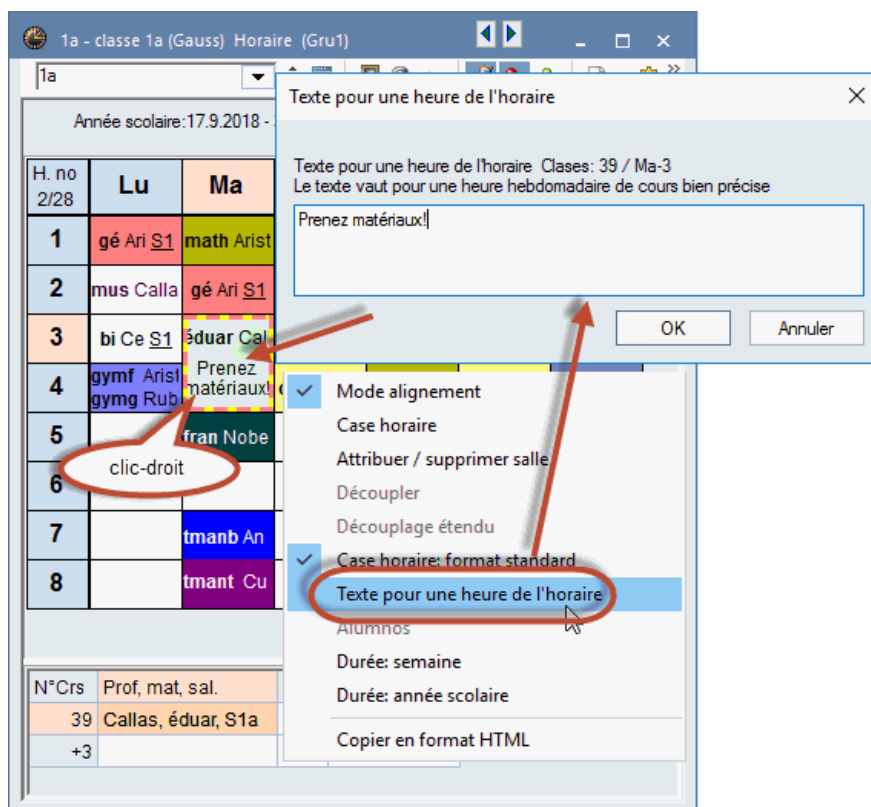 1a - classe 1a (Gauss) Horaire (Gru1)
1a
Texte pour une heure de l'horaire
Année scolaire:17.9.2018 -
Texte pour une heure de l'horaire Clases: 39 / Ma-3
Le texte vaut pour une heure hebdomadaire de cours bien précise
Prenez matériaux!
OK
Annuler
H. no
2/28
Lu
Ma
1
gé Ari S1
math Arist
2
mus Calla
gé Ari S1
3
bi Ce S1
éduar Cal
Prenez
matériaux!
4
gymf Arist
gymg Rub
5
fran Nobe
clic-droit
6
7
tmanb An
8
tmant Cu
Mode alignement
Case horaire
Attribuer / supprimer salle
Découpler
Découplage étendu
Case horaire: format standard
Texte pour une heure de l'horaire
Alumnos
Durée: semaine
Durée: année scolaire
Copier en format HTML
N°Crs
Prof, mat, sal.
39
Callas, éduar, S1a
+3